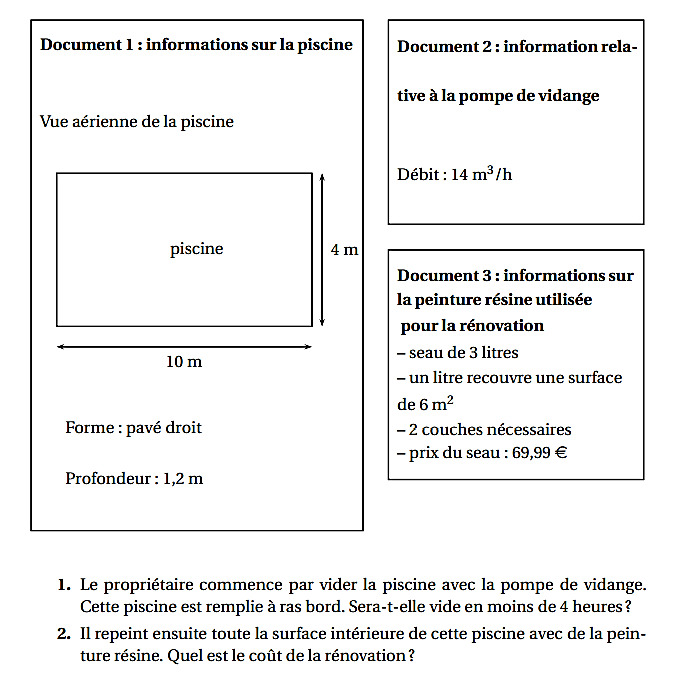 Document 1 : informations sur la piscine
Vue aérienne de la piscine
piscine
4 m
10 m
Forme : pavé droit
Profondeur : 1,2 m
Document 2 : information rela-
tive à la pompe de vidange
Débit : 14 m³/h
Document 3 : informations sur
la peinture résine utilisée
pour la rénovation
– seau de 3 litres
– un litre recouvre une surface
de 6 m²
– 2 couches nécessaires
– prix du seau : 69,99 €
1. Le propriétaire commence par vider la piscine avec la pompe de vidange.
Cette piscine est remplie à ras bord. Sera-t-elle vide en moins de 4 heures ?
2. Il repeint ensuite toute la surface intérieure de cette piscine avec de la pein-
ture résine. Quel est le coût de la rénovation ?